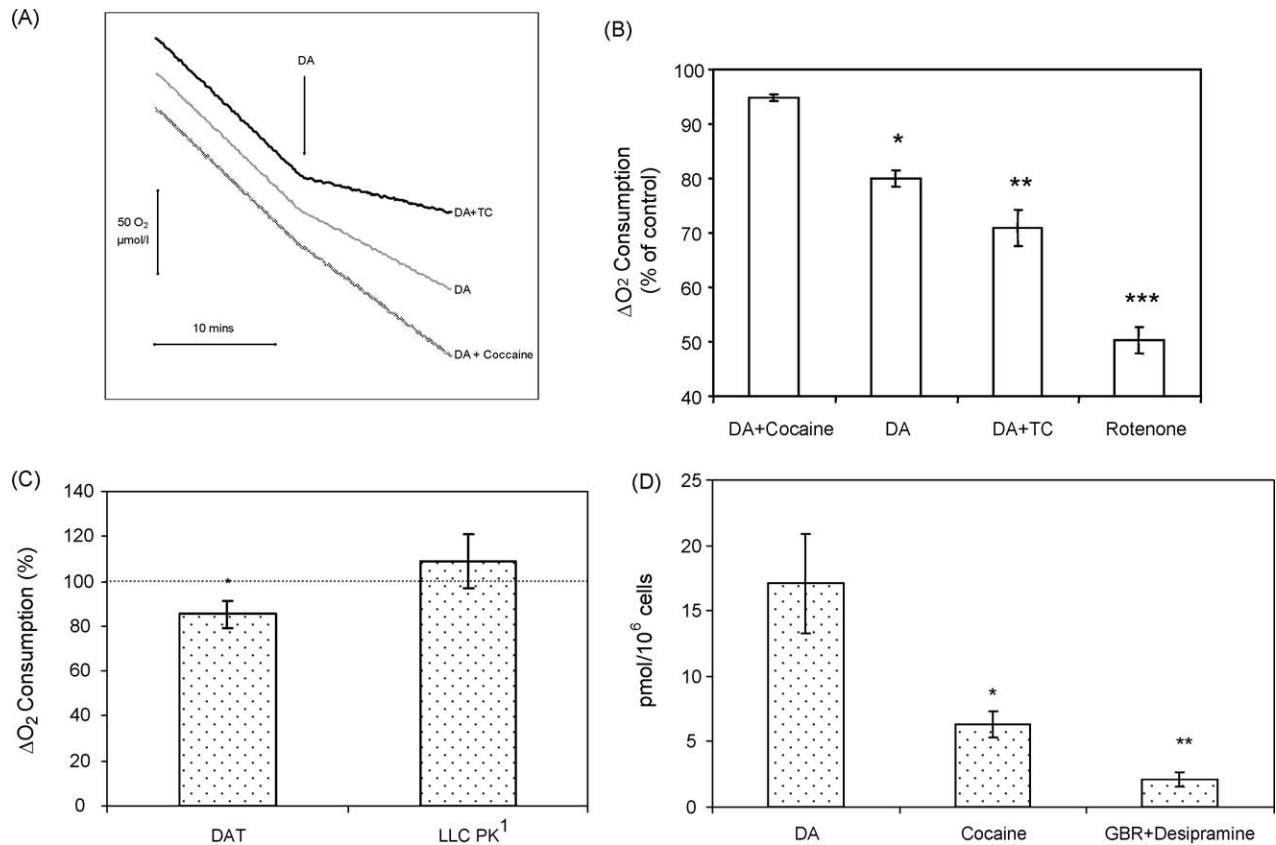 (A)
DA
50 O2
µmol/l
10 mins
DA+TC
DA
DA + Coccaine
(B)
ΔO2 Consumption
(% of control)
100
90
80
70
60
50
40
*
**
***
DA+Cocaine DA DA+TC Rotenone
(C)
ΔO2 Consumption (%)
140
120
100
80
60
40
20
0
*
DAT LLC PK1
(D)
pmol/10^6 cells
25
20
15
10
5
0
*
**
DA Cocaine GBR+Desipramine